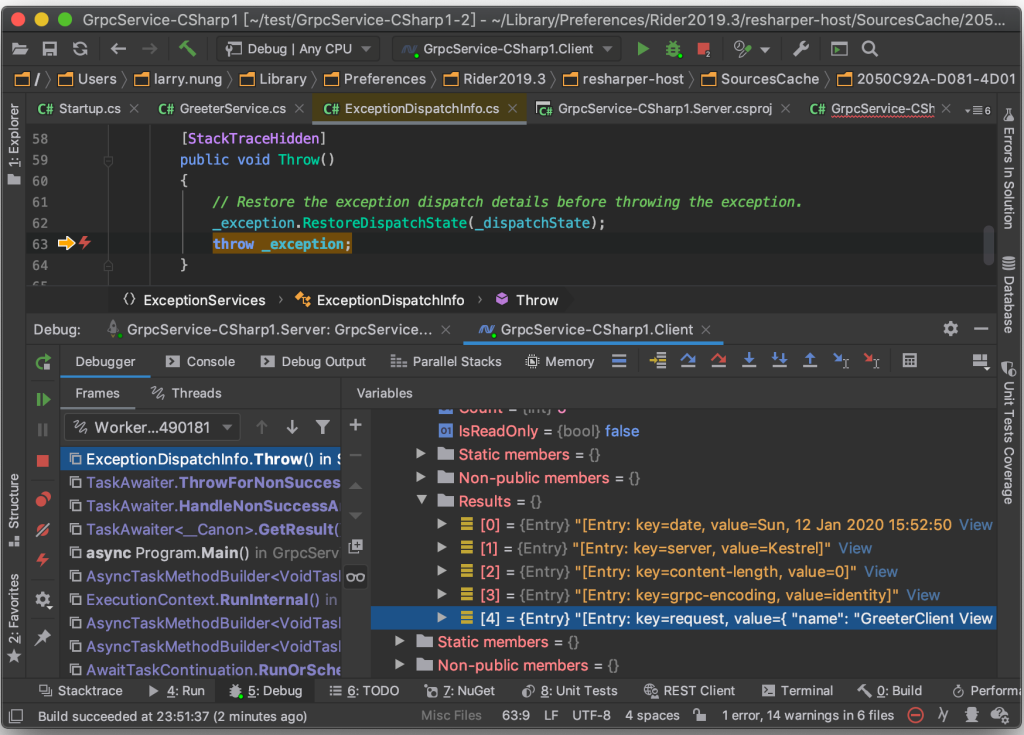 GrpcService-CSharp1 [~/test/GrpcService-CSharp1-2] - ~/Library/Preferences/Rider2019.3/resharper-host/SourcesCache/205...
Debug | Any CPU
GrpcService-CSharp1.Client
2
/ Users larry.nung Library Preferences Rider2019.3 resharper-host SourcesCache 2050C92A-D081-4D01
C# Startup.cs
C# GreeterService.cs
C# ExceptionDispatchInfo.cs
C# GrpcService-CSharp1.Server.csproj
C# GrpcService-CSh
6
1: Explorer
Structure
2: Favorites
Errors In Solution
Database
Unit Tests Coverage
58 [StackTraceHidden]
59 public void Throw()
60 {
61 // Restore the exception dispatch details before throwing the exception.
62 _exception.RestoreDispatchState(_dispatchState);
63 throw _exception;
64 }
65
ExceptionServices ExceptionDispatchInfo Throw
Debug: GrpcService-CSharp1.Server: GrpcService... GrpcService-CSharp1.Client
Debugger Console Debug Output Parallel Stacks Memory
Frames Threads
Variables
Worker...490181
ExceptionDispatchInfo.Throw() in S
TaskAwaiter.ThrowForNonSucces
TaskAwaiter.HandleNonSuccessA
TaskAwaiter<__Canon>.GetResult(
async Program.Main() in GrpcServ
AsyncTaskMethodBuilder<VoidTas
ExecutionContext.RunInternal() in
AsyncTaskMethodBuilder<VoidTas
AsyncTaskMethodBuilder<VoidTas
AwaitTaskContinuation.RunOrSche
Count = {int} 5
01 IsReadOnly = {bool} false
Static members = {}
Non-public members = {}
Results = {}
[0] = {Entry} "[Entry: key=date, value=Sun, 12 Jan 2020 15:52:50 View
[1] = {Entry} "[Entry: key=server, value=Kestrel]" View
[2] = {Entry} "[Entry: key=content-length, value=0]" View
[3] = {Entry} "[Entry: key=grpc-encoding, value=identity]" View
[4] = {Entry} "[Entry: key=request, value={ "name": "GreeterClient View
Static members = {}
Non-public members = {}
Stacktrace 4: Run 5: Debug 6: TODO 7: NuGet 8: Unit Tests REST Client Terminal 0: Build Performa
Build succeeded at 23:51:37 (2 minutes ago)
Misc Files 63:9 LF UTF-8 4 spaces 1 error, 14 warnings in 6 files